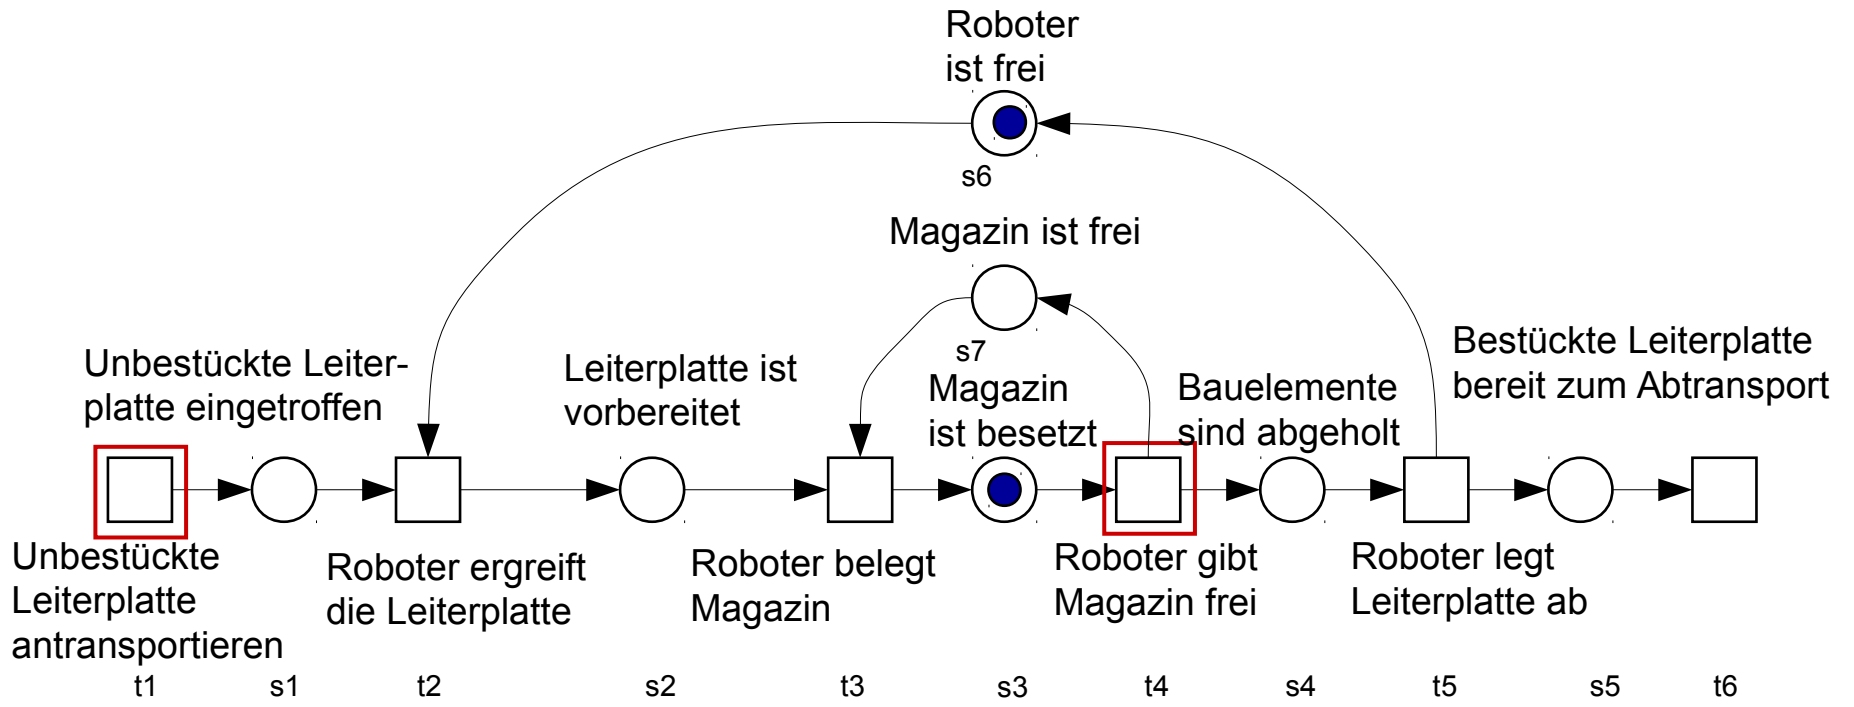 Roboter
ist frei
s6
Magazin ist frei
s7
Unbestückte Leiter-
platte eingetroffen
Leiterplatte ist
vorbereitet
Magazin
ist besetzt
Bauelemente
sind abgeholt
Bestückte Leiterplatte
bereit zum Abtransport
Unbestückte
Leiterplatte
antransportieren
Roboter ergreift
die Leiterplatte
Roboter belegt
Magazin
Roboter gibt
Magazin frei
Roboter legt
Leiterplatte ab
t1 s1 t2 s2 t3 s3 t4 s4 t5 s5 t6